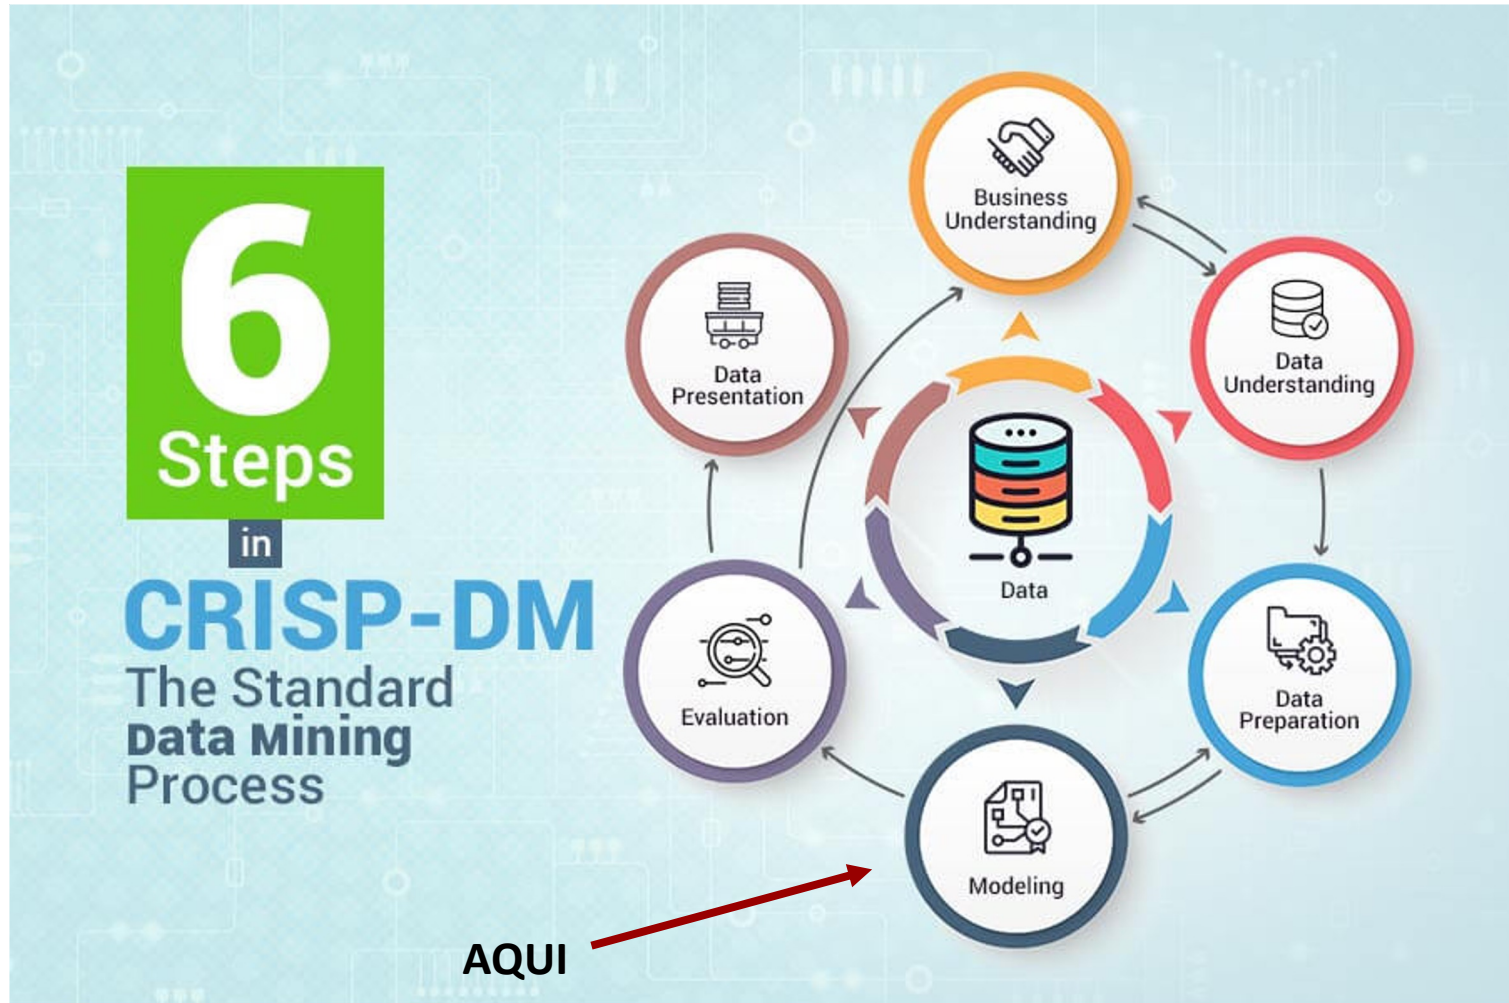 6
Steps
in
CRISP-DM
The Standard
Data Mining
Process
Business
Understanding
Data
Understanding
Data
Preparation
Modeling
Evaluation
Data
Presentation
Data
AQUI